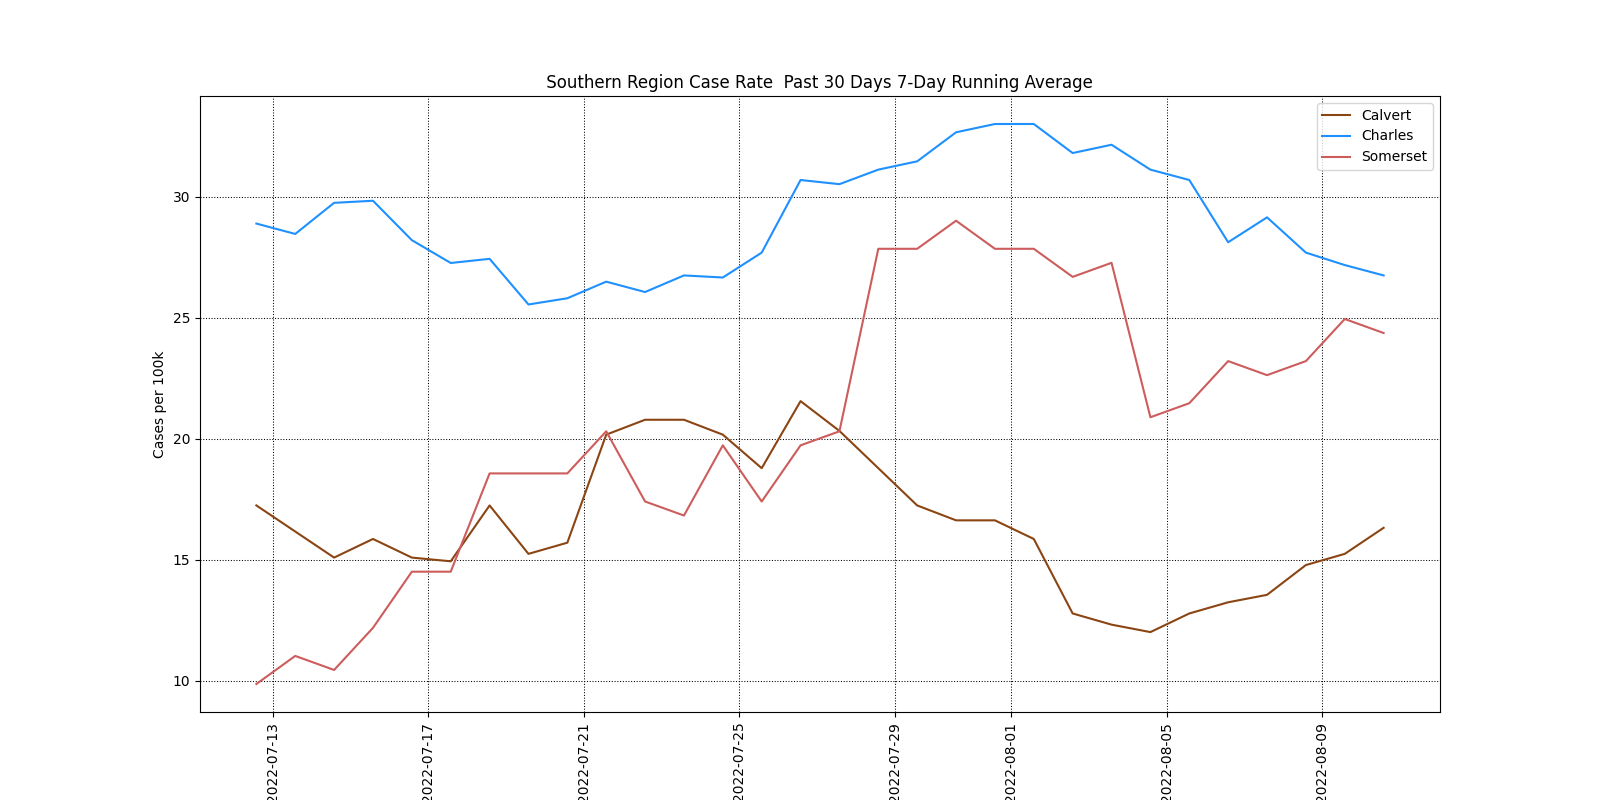 Southern Region Case Rate  Past 30 Days 7-Day Running Average
Calvert
Charles
Somerset
Cases per 100k
30
25
20
15
10
2022-07-13
2022-07-17
2022-07-21
2022-07-25
2022-07-29
2022-08-01
2022-08-05
2022-08-09